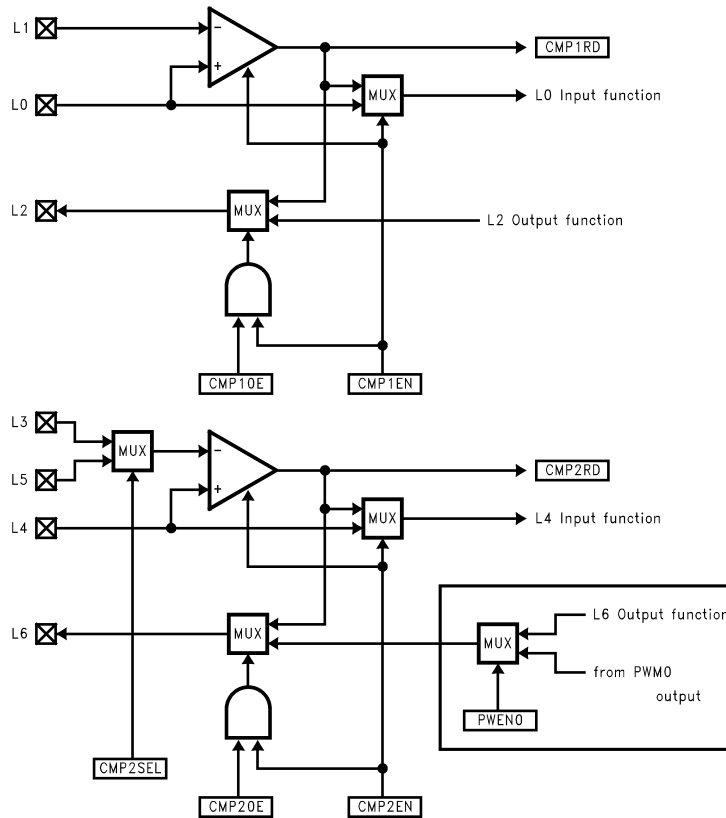 L1
−
CMP1RD
+
MUX
L0
L0 Input function
L2
MUX
L2 Output function
CMP1OE
CMP1EN
L3
MUX
−
CMP2RD
L5
+
MUX
L4
L4 Input function
L6
MUX
MUX
L6 Output function
from PWM0
output
PWEN0
CMP2SEL
CMP2OE
CMP2EN